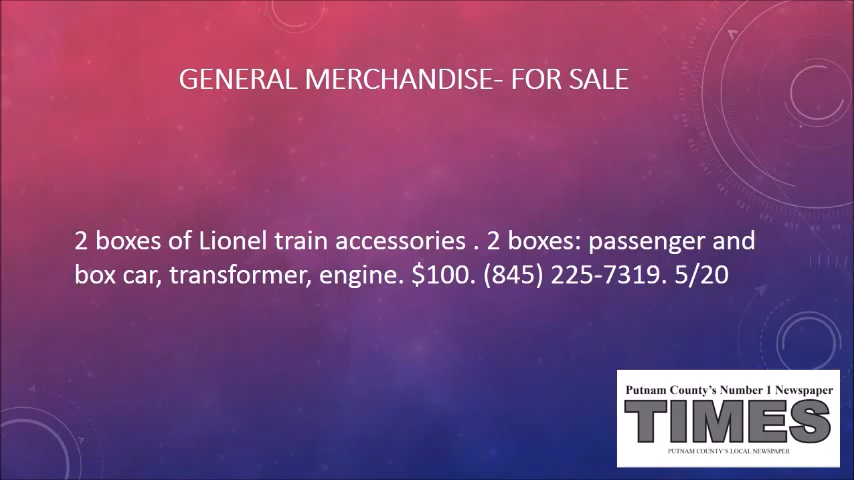 GENERAL MERCHANDISE- FOR SALE
2 boxes of Lionel train accessories . 2 boxes: passenger and
box car, transformer, engine. $100. (845) 225-7319. 5/20
Putnam County's Number 1 Newspaper
TIMES
PUTNAM COUNTY'S LOCAL NEWSPAPER